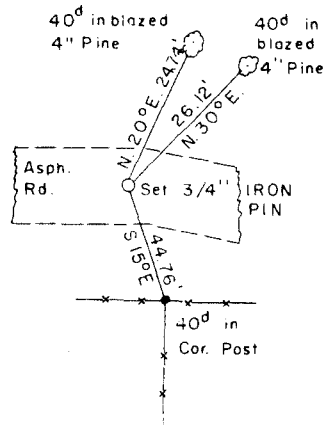 40d in blazed
4" Pine
40d in
blazed
4" Pine
N. 20° E. 24.74'
26.12'
N. 30° E.
Asph.
Rd.
Set 3/4" IRON
PIN
S 15° E
44.76'
40d in
Cor. Post